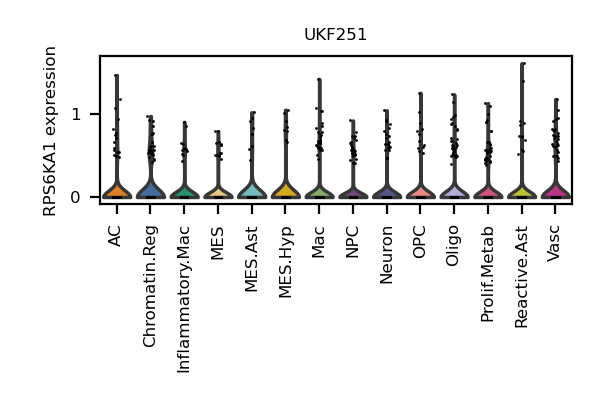 UKF251
RPS6KA1 expression
1
0
AC
Chromatin.Reg
Inflammatory.Mac
MES
MES.Ast
MES.Hyp
Mac
NPC
Neuron
OPC
Oligo
Prolif.Metab
Reactive.Ast
Vasc